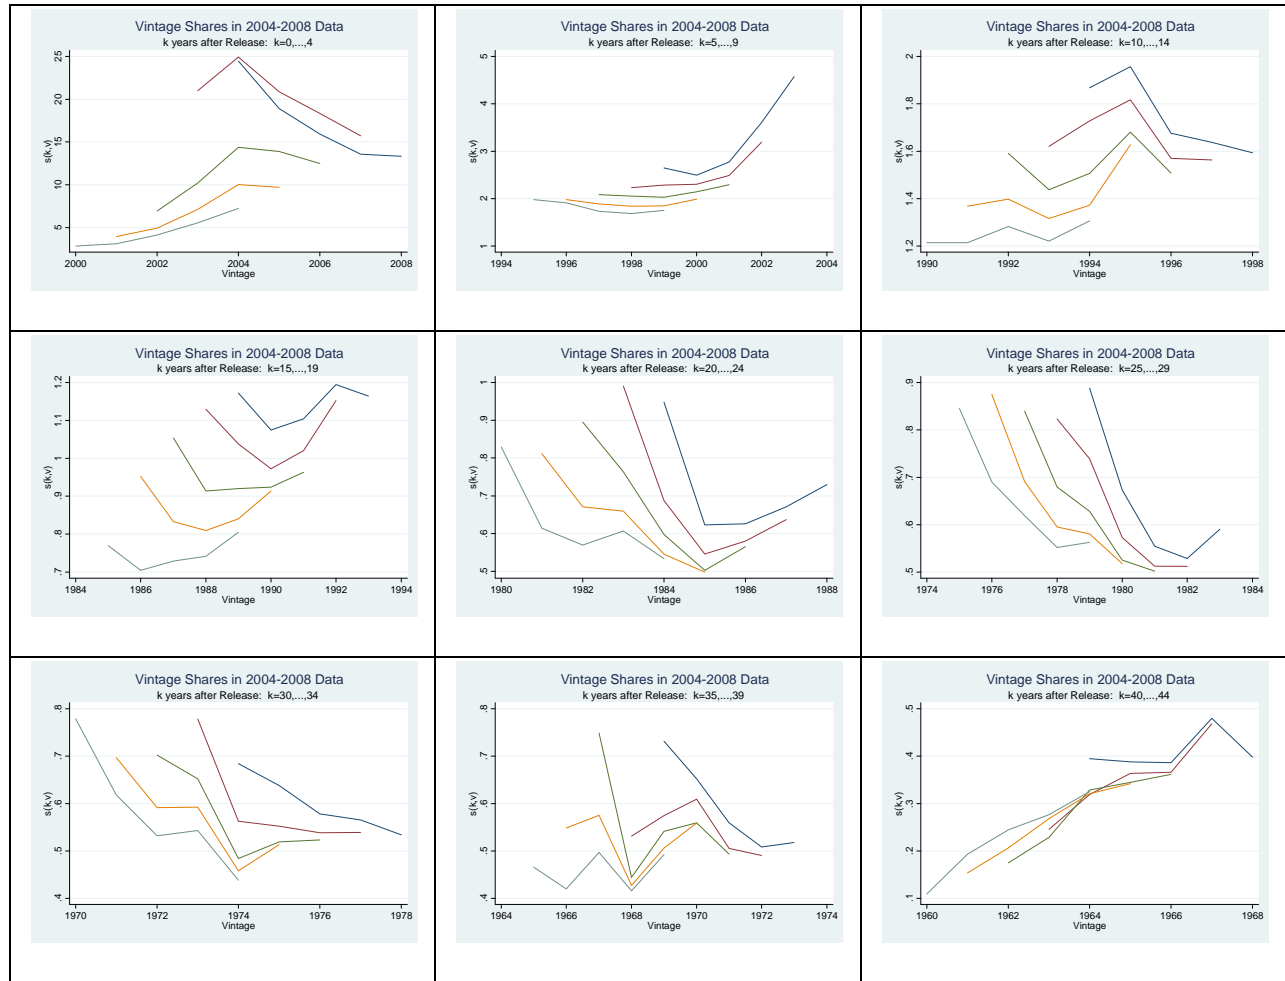 Vintage Shares in 2004-2008 Data
k years after Release: k=0,...,4
s(k,v)
25
20
15
10
5
2000 2002 2004 2006 2008
Vintage
Vintage Shares in 2004-2008 Data
k years after Release: k=5,...,9
s(k,v)
5
4
3
2
1
1994 1996 1998 2000 2002 2004
Vintage
Vintage Shares in 2004-2008 Data
k years after Release: k=10,...,14
s(k,v)
2
1.8
1.6
1.4
1.2
1990 1992 1994 1996 1998
Vintage
Vintage Shares in 2004-2008 Data
k years after Release: k=15,...,19
s(k,v)
1.2
1.1
1
.9
.8
.7
1984 1986 1988 1990 1992 1994
Vintage
Vintage Shares in 2004-2008 Data
k years after Release: k=20,...,24
s(k,v)
1
.9
.8
.7
.6
.5
1980 1982 1984 1986 1988
Vintage
Vintage Shares in 2004-2008 Data
k years after Release: k=25,...,29
s(k,v)
.9
.8
.7
.6
.5
1974 1976 1978 1980 1982 1984
Vintage
Vintage Shares in 2004-2008 Data
k years after Release: k=30,...,34
s(k,v)
.8
.7
.6
.5
.4
1970 1972 1974 1976 1978
Vintage
Vintage Shares in 2004-2008 Data
k years after Release: k=35,...,39
s(k,v)
.8
.7
.6
.5
.4
1964 1966 1968 1970 1972 1974
Vintage
Vintage Shares in 2004-2008 Data
k years after Release: k=40,...,44
s(k,v)
.5
.4
.3
.2
.1
1960 1962 1964 1966 1968
Vintage